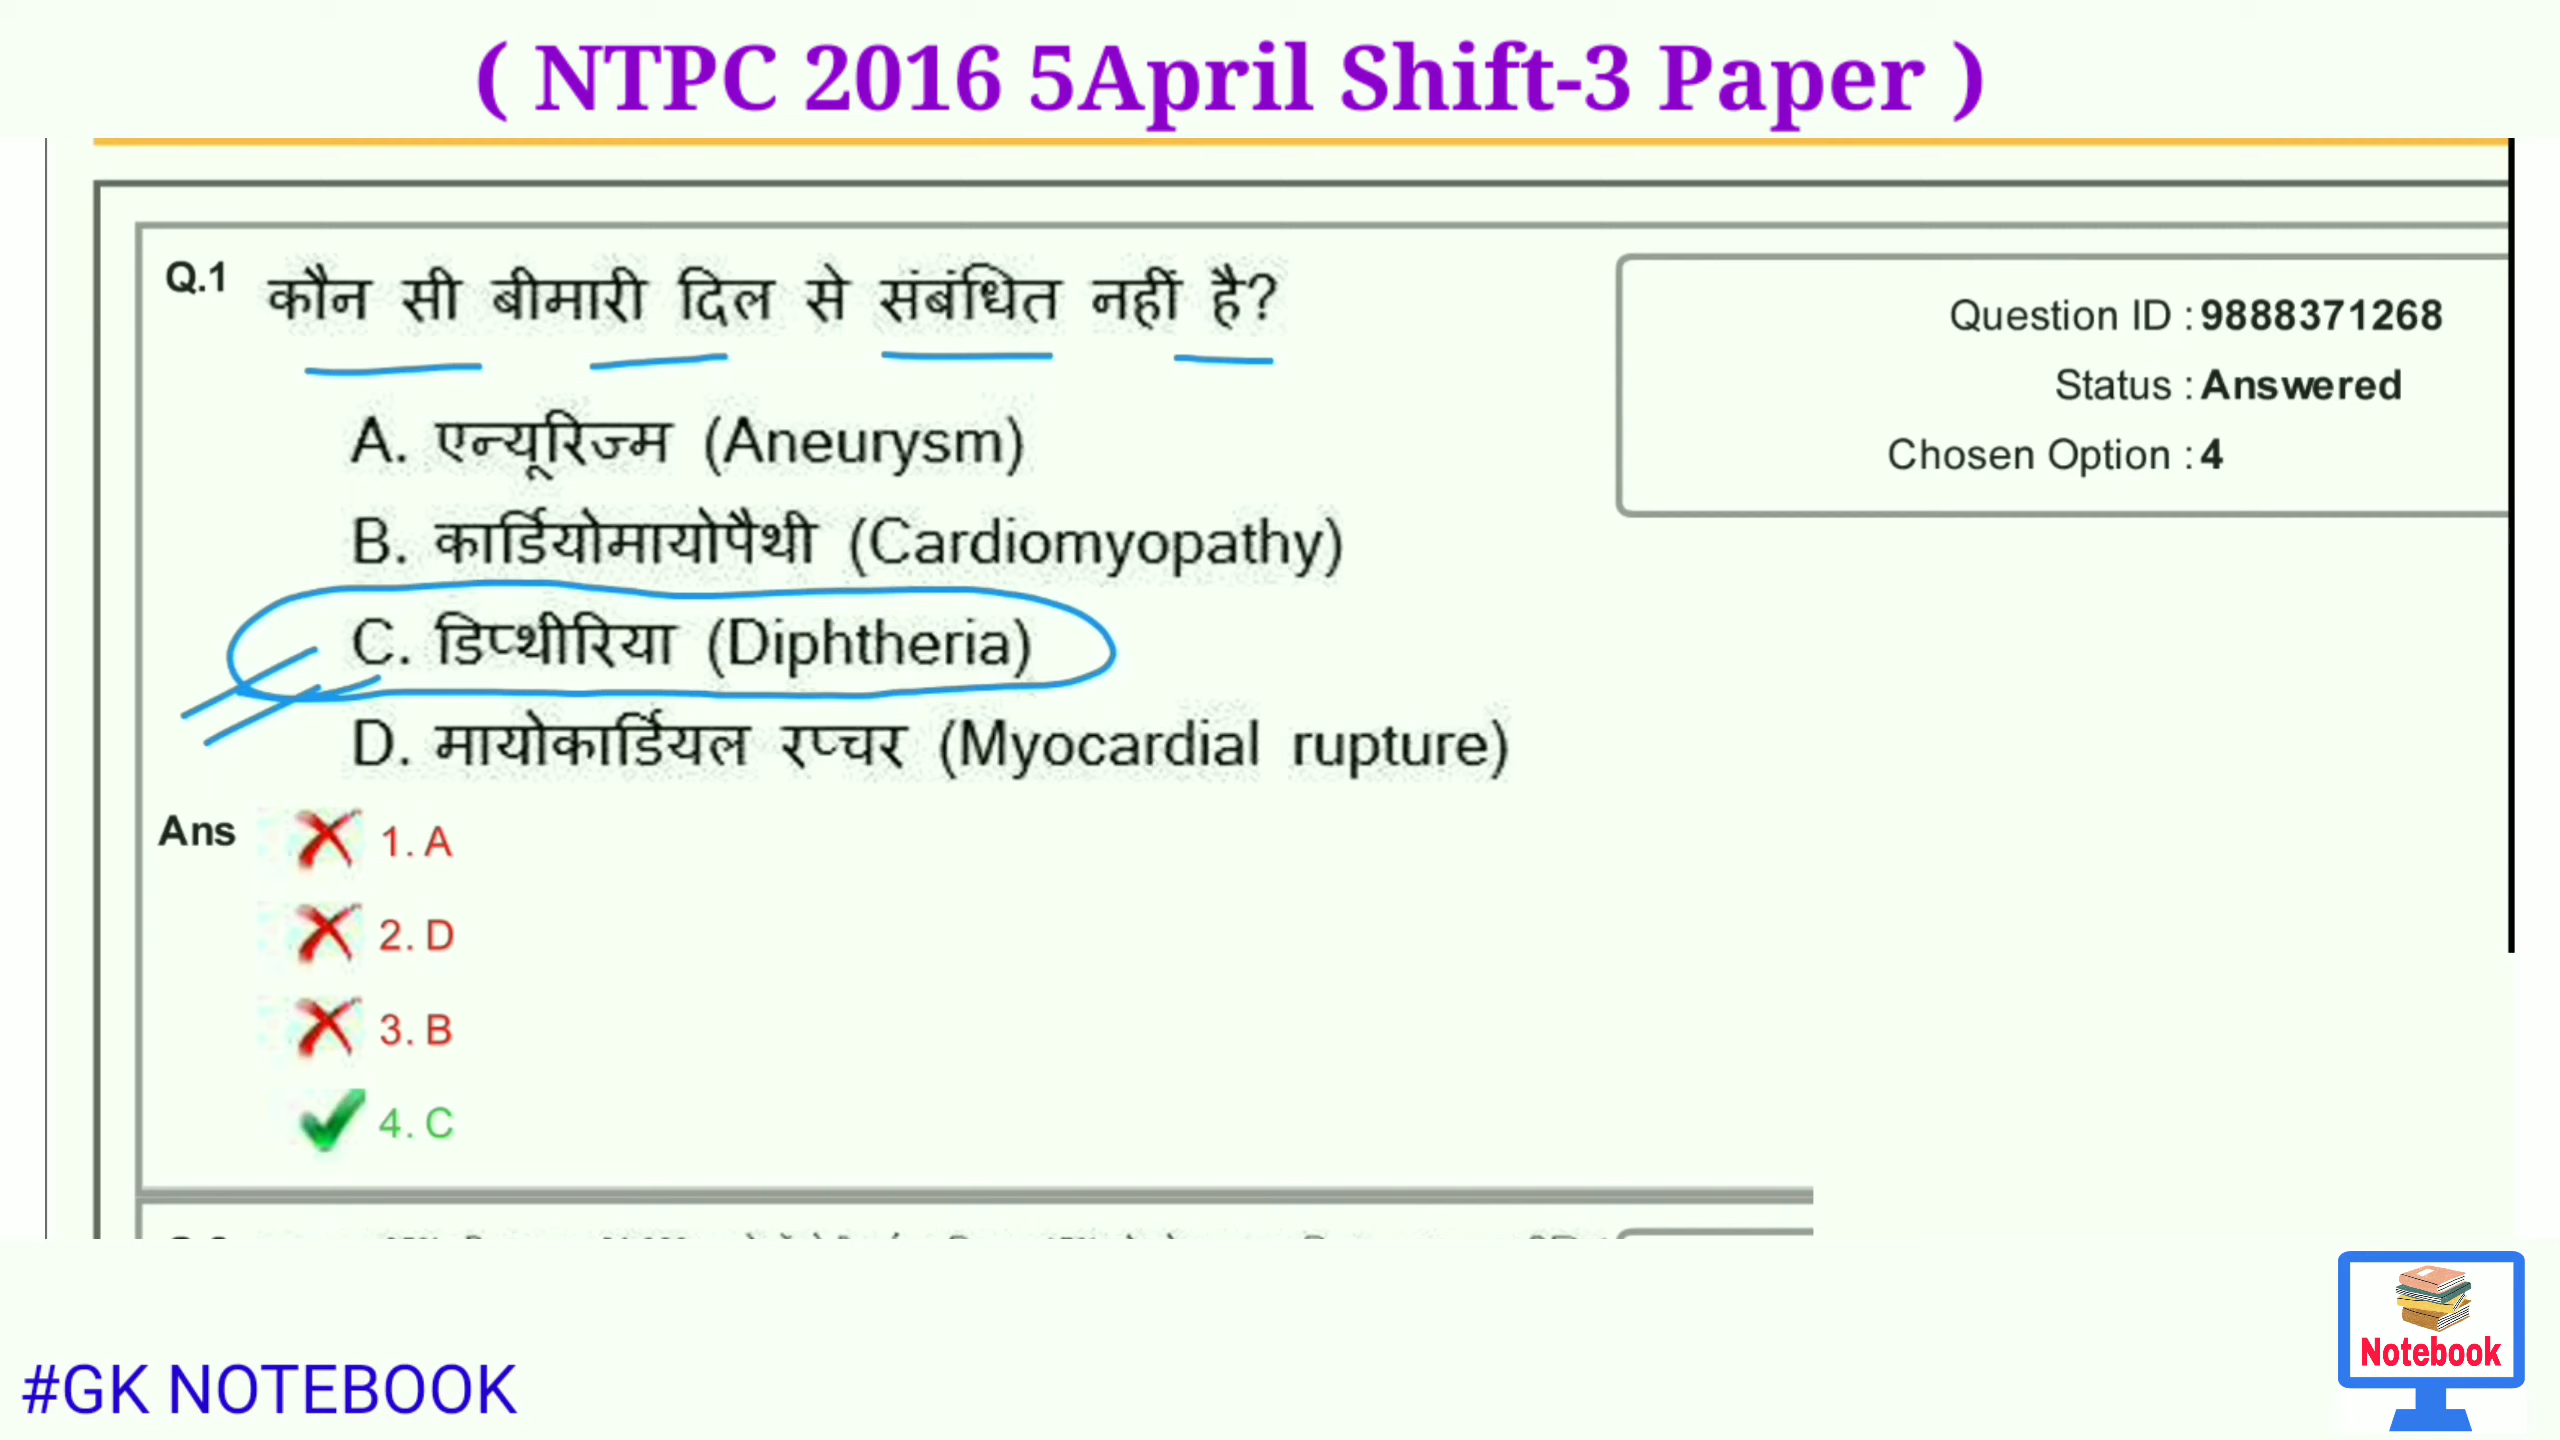 ( NTPC 2016 5April Shift-3 Paper )
Q.1 कौन सी बीमारी दिल से संबंधित नहीं है?
A. एन्यूरिज्म (Aneurysm)
B. कार्डियोमायोपैथी (Cardiomyopathy)
C. डिप्थीरिया (Diphtheria)
D. मायोकार्डियल रप्चर (Myocardial rupture)
Question ID : 9888371268
Status : Answered
Chosen Option : 4
Ans
1. A
2. D
3. B
4. C
#GK NOTEBOOK
Notebook